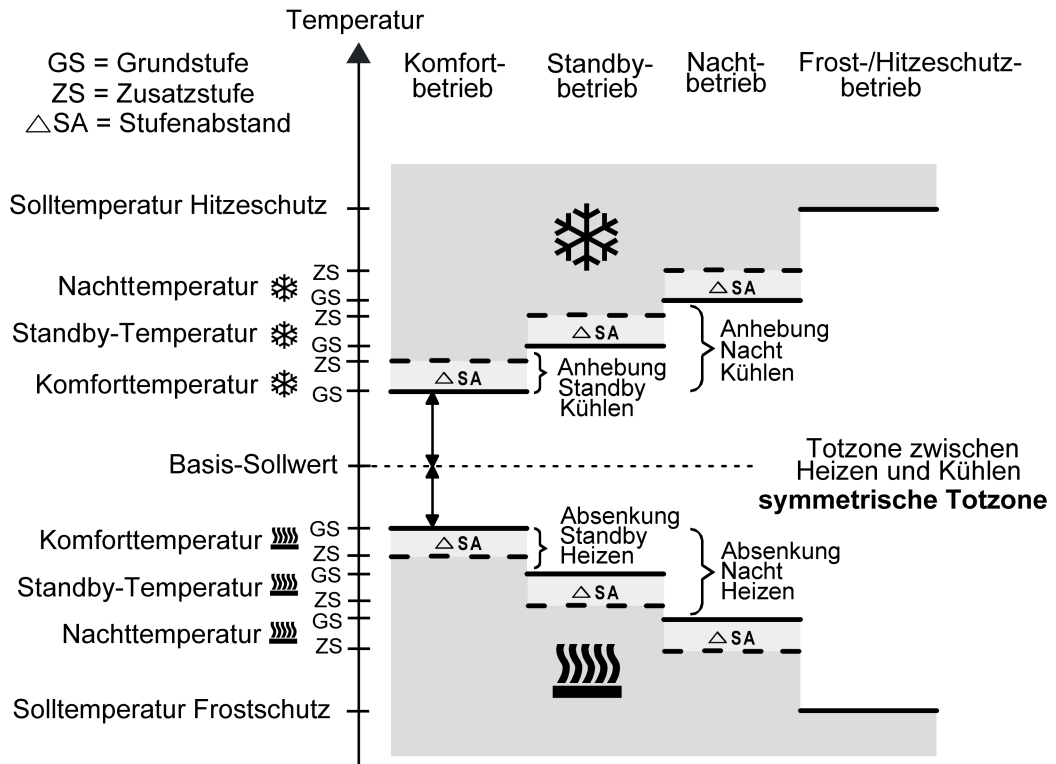 Temperatur
GS = Grundstufe
ZS = Zusatzstufe
△SA = Stufenabstand
Komfort-
betrieb
Standby-
betrieb
Nacht-
betrieb
Frost-/Hitzeschutz-
betrieb
Solltemperatur Hitzeschutz
Nachttemperatur
ZS
GS
△SA
Standby-Temperatur
ZS
GS
△SA
Komforttemperatur
ZS
GS
△SA
Anhebung
Standby
Kühlen
Anhebung
Nacht
Kühlen
Basis-Sollwert
Totzone zwischen
Heizen und Kühlen
symmetrische Totzone
Komforttemperatur
GS
ZS
△SA
Absenkung
Standby
Heizen
Absenkung
Nacht
Heizen
Standby-Temperatur
GS
ZS
△SA
Nachttemperatur
GS
ZS
△SA
Solltemperatur Frostschutz